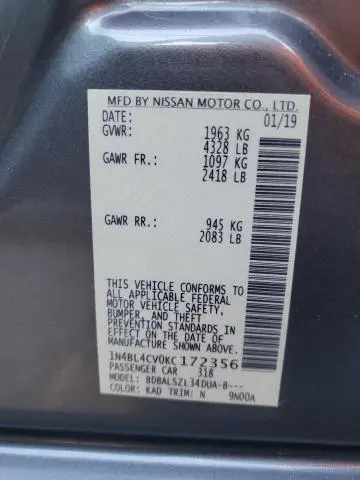 MFD BY NISSAN MOTOR CO., LTD.
DATE: 01/19
GVWR: 1963 KG
4328 LB
GAWR FR.: 1097 KG
2418 LB
GAWR RR.: 945 KG
2083 LB
THIS VEHICLE CONFORMS TO
ALL APPLICABLE FEDERAL
MOTOR VEHICLE SAFETY,
BUMPER, AND THEFT
PREVENTION STANDARDS IN
EFFECT ON THE DATE OF
MANUFACTURE SHOWN ABOVE.
1N4BL4CV0KC172356
PASSENGER CAR 318
MODEL: BDBALSZL34DUA-B---
COLOR: KAD TRIM: N 9N00A